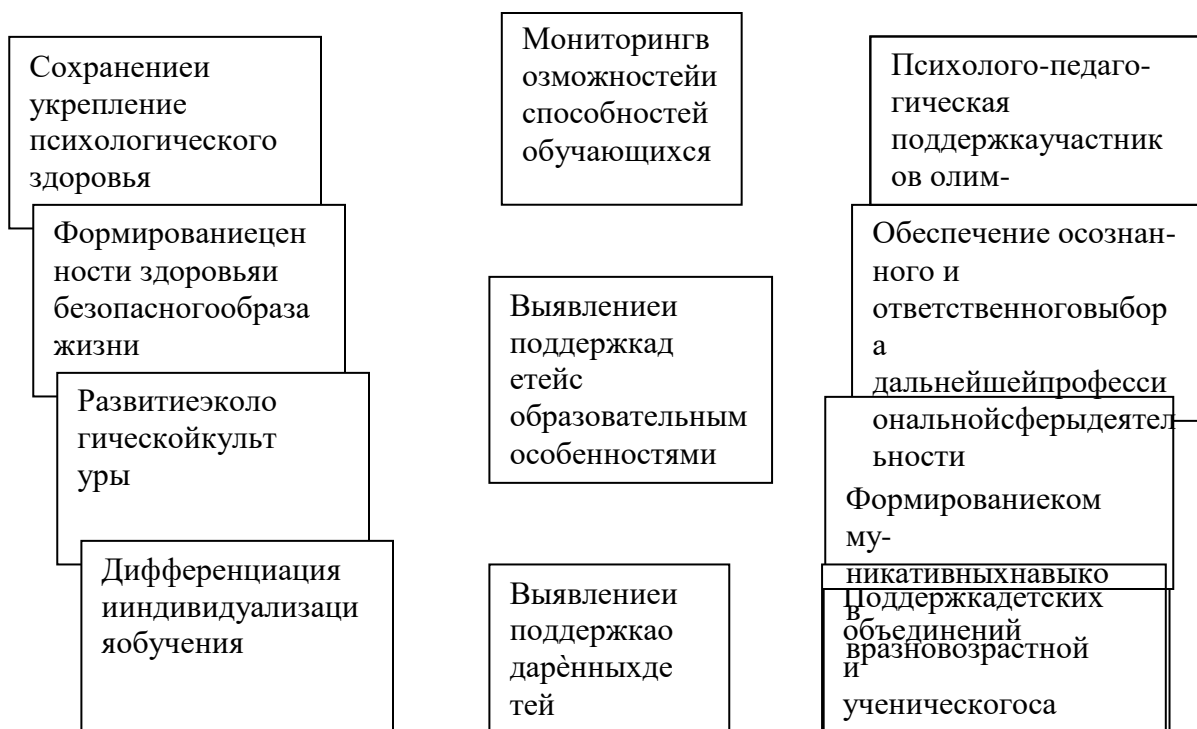 Сохранениеи
укрепление
психологического
здоровья
Формированиецен
ности здоровьяи
безопасногообраза
жизни
Развитиеэколо
гическойкульт
уры
Дифференциация
ииндивидуализаци
яобучения
Мониторингв
озможностейи
способностей
обучающихся
Выявлениеи
поддержкад
етейс
образовательным
особенностями
Выявлениеи
поддержкао
дарѐнныхде
тей
Психолого-педаго-
гическая
поддержкаучастник
ов олим-
Обеспечение осознан-
ного и
ответственноговыбор
а
дальнейшейпрофесси
ональнойсферыдеятел
ьности
Формированиеком
му-
никативныхнавыко
в
вразновозрастной
Поддержкадетских
объединений
и
ученическогоса